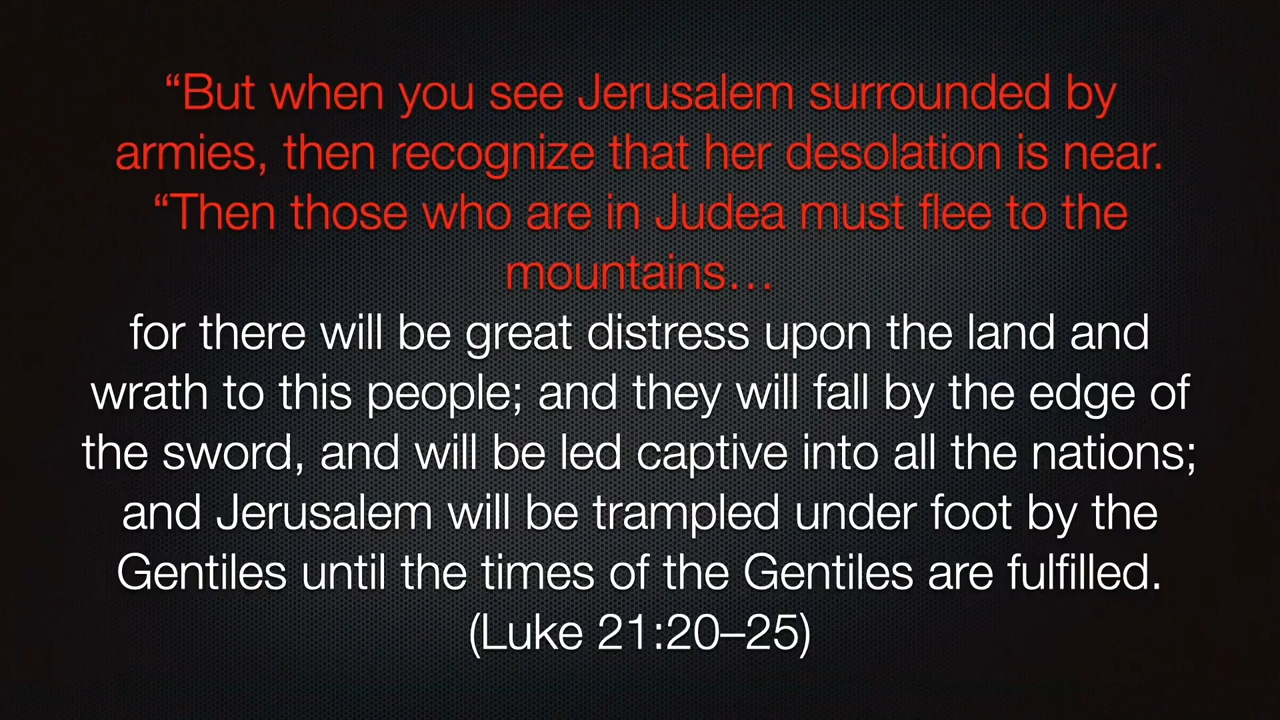 “But when you see Jerusalem surrounded by
armies, then recognize that her desolation is near.
“Then those who are in Judea must flee to the
mountains…
for there will be great distress upon the land and
wrath to this people; and they will fall by the edge of
the sword, and will be led captive into all the nations;
and Jerusalem will be trampled under foot by the
Gentiles until the times of the Gentiles are fulfilled.
(Luke 21:20–25)